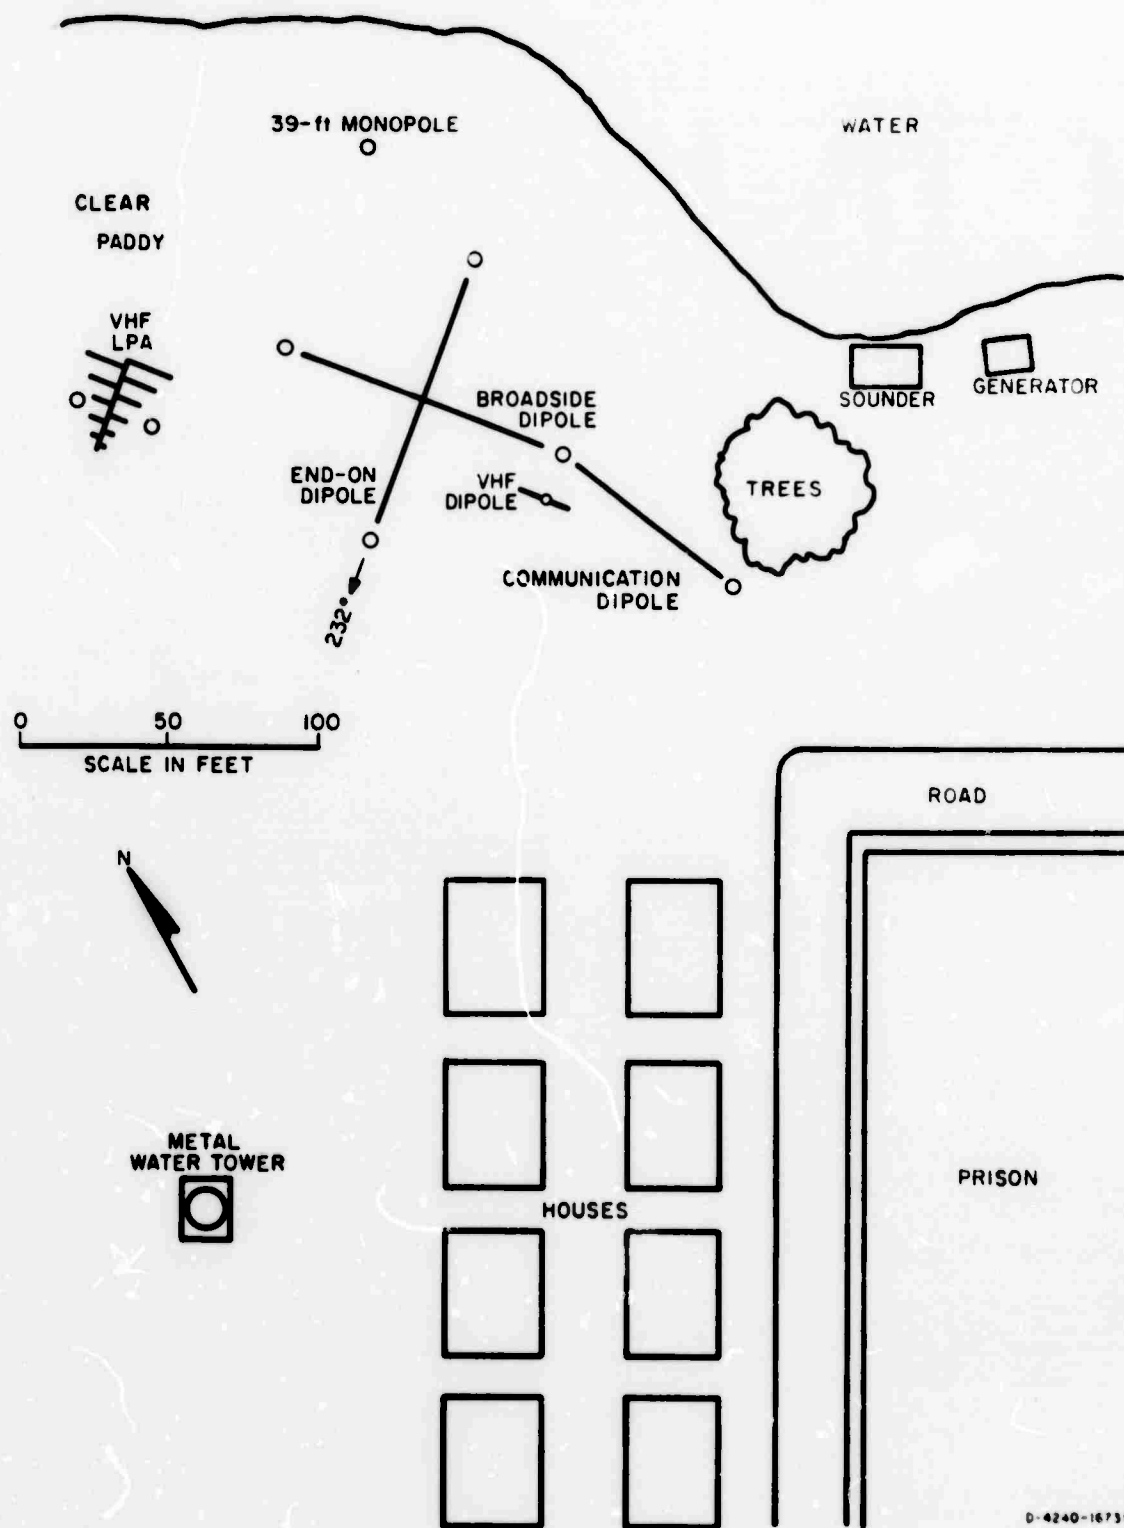 39-ft MONOPOLE
WATER
CLEAR
PADDY
VHF
LPA
BROADSIDE
DIPOLE
SOUNDER
GENERATOR
END-ON
DIPOLE
VHF
DIPOLE
TREES
COMMUNICATION
DIPOLE
232°
0 50 100
SCALE IN FEET
ROAD
N
METAL
WATER TOWER
HOUSES
PRISON